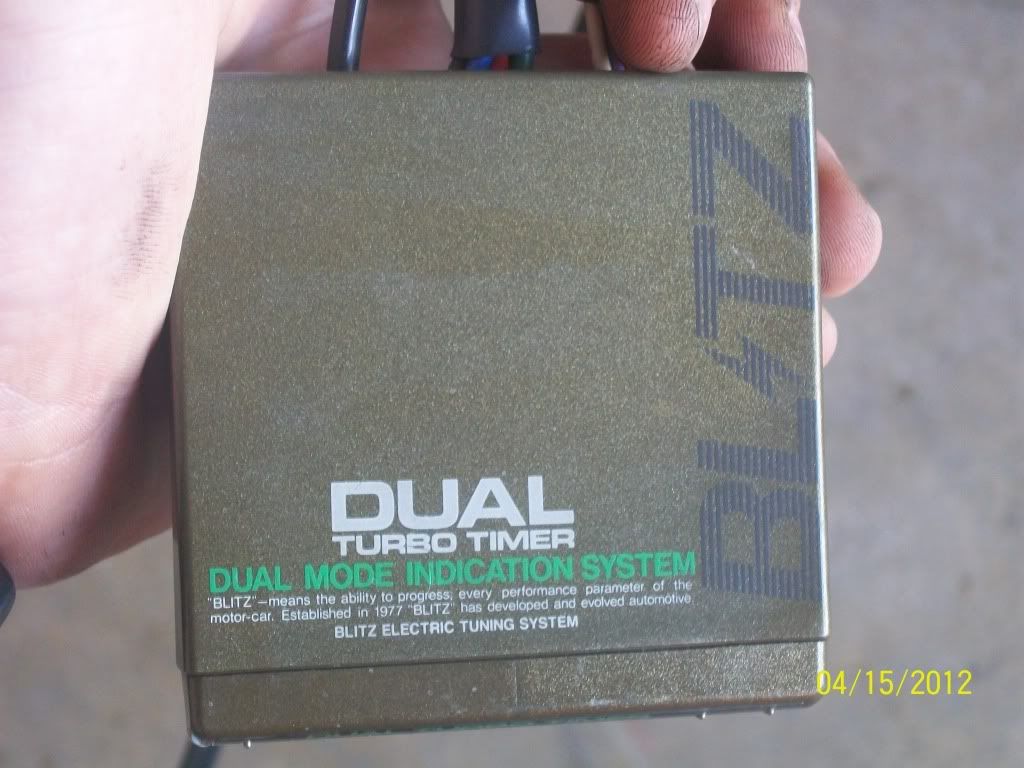 BLITZ
DUAL
TURBO TIMER
DUAL MODE INDICATION SYSTEM
"BLITZ"—means the ability to progress, every performance parameter of the
motor-car. Established in 1977 "BLITZ" has developed and evolved automotive
BLITZ ELECTRIC TUNING SYSTEM
04/15/2012